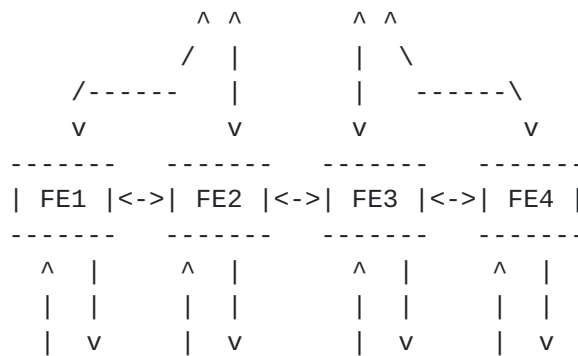 ^ ^       ^ ^
           /  |       |  \
    /------   |       |   ------\
    v         v       v          v
-------   -------   -------   -------
| FE1 |<->| FE2 |<->| FE3 |<->| FE4 |
-------   -------   -------   -------
  ^  |     ^  |       ^  |     ^  |
  |  |     |  |       |  |     |  |
  |  v     |  v       |  v     |  v